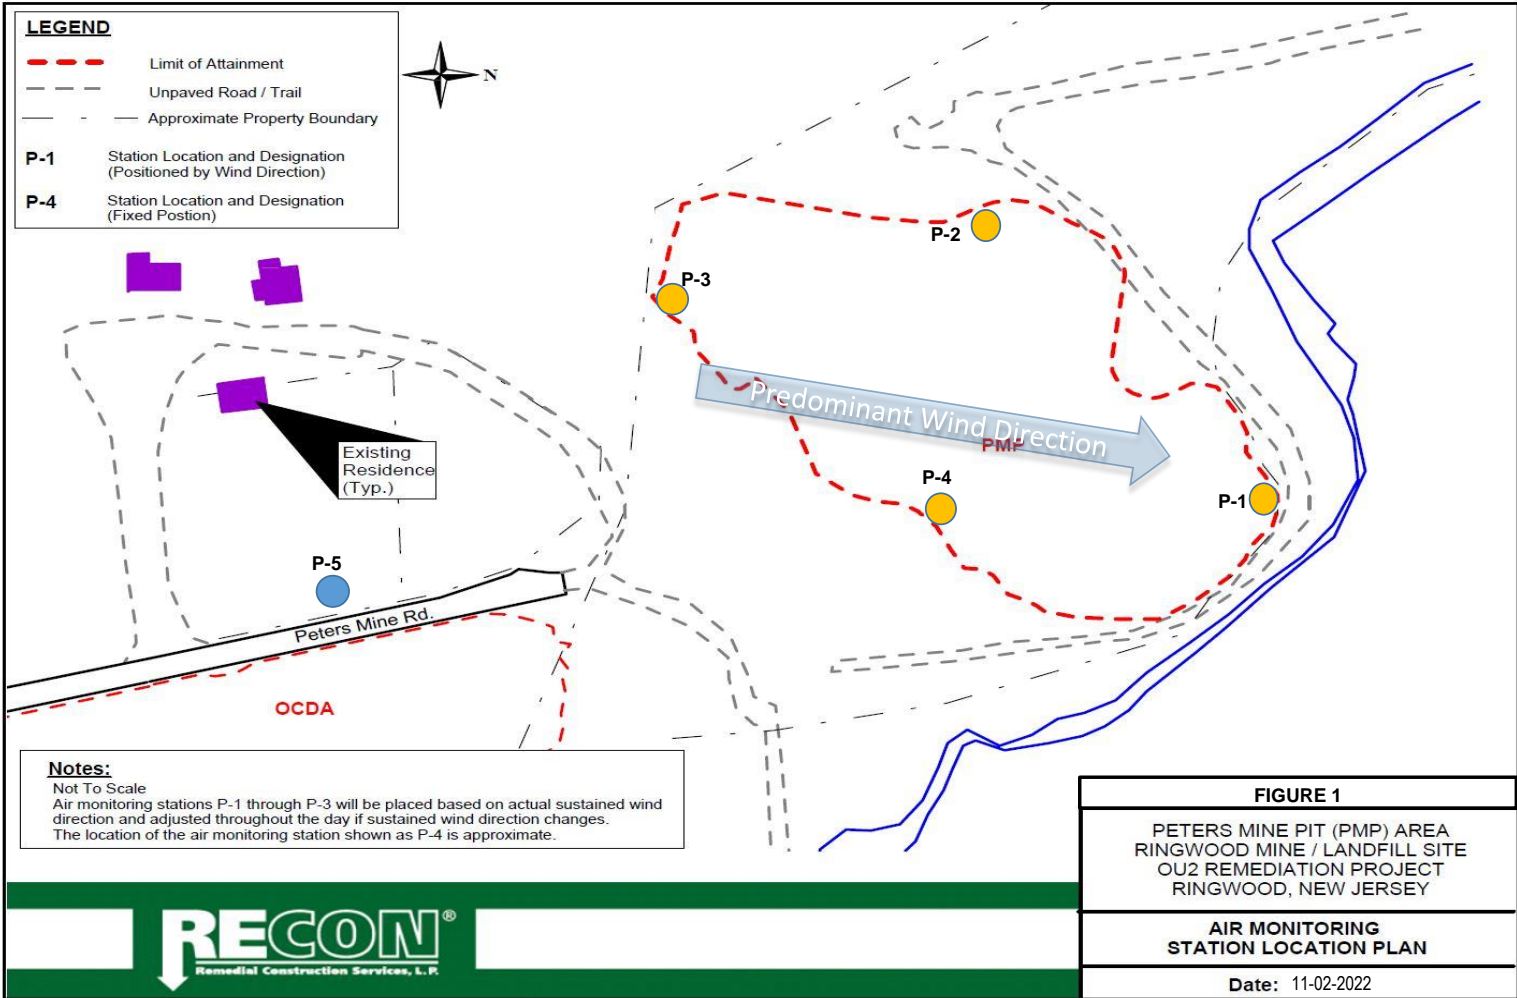 LEGEND
Limit of Attainment
Unpaved Road / Trail
Approximate Property Boundary
P-1
Station Location and Designation
(Positioned by Wind Direction)
P-4
Station Location and Designation
(Fixed Postion)
N
P-2
P-3
Predominant Wind Direction
PMP
P-4
P-1
Existing
Residence
(Typ.)
P-5
Peters Mine Rd.
OCDA
Notes:
Not To Scale
Air monitoring stations P-1 through P-3 will be placed based on actual sustained wind
direction and adjusted throughout the day if sustained wind direction changes.
The location of the air monitoring station shown as P-4 is approximate.
RECON®
Remedial Construction Services, L.P.
FIGURE 1
PETERS MINE PIT (PMP) AREA
RINGWOOD MINE / LANDFILL SITE
OU2 REMEDIATION PROJECT
RINGWOOD, NEW JERSEY
AIR MONITORING
STATION LOCATION PLAN
Date: 11-02-2022